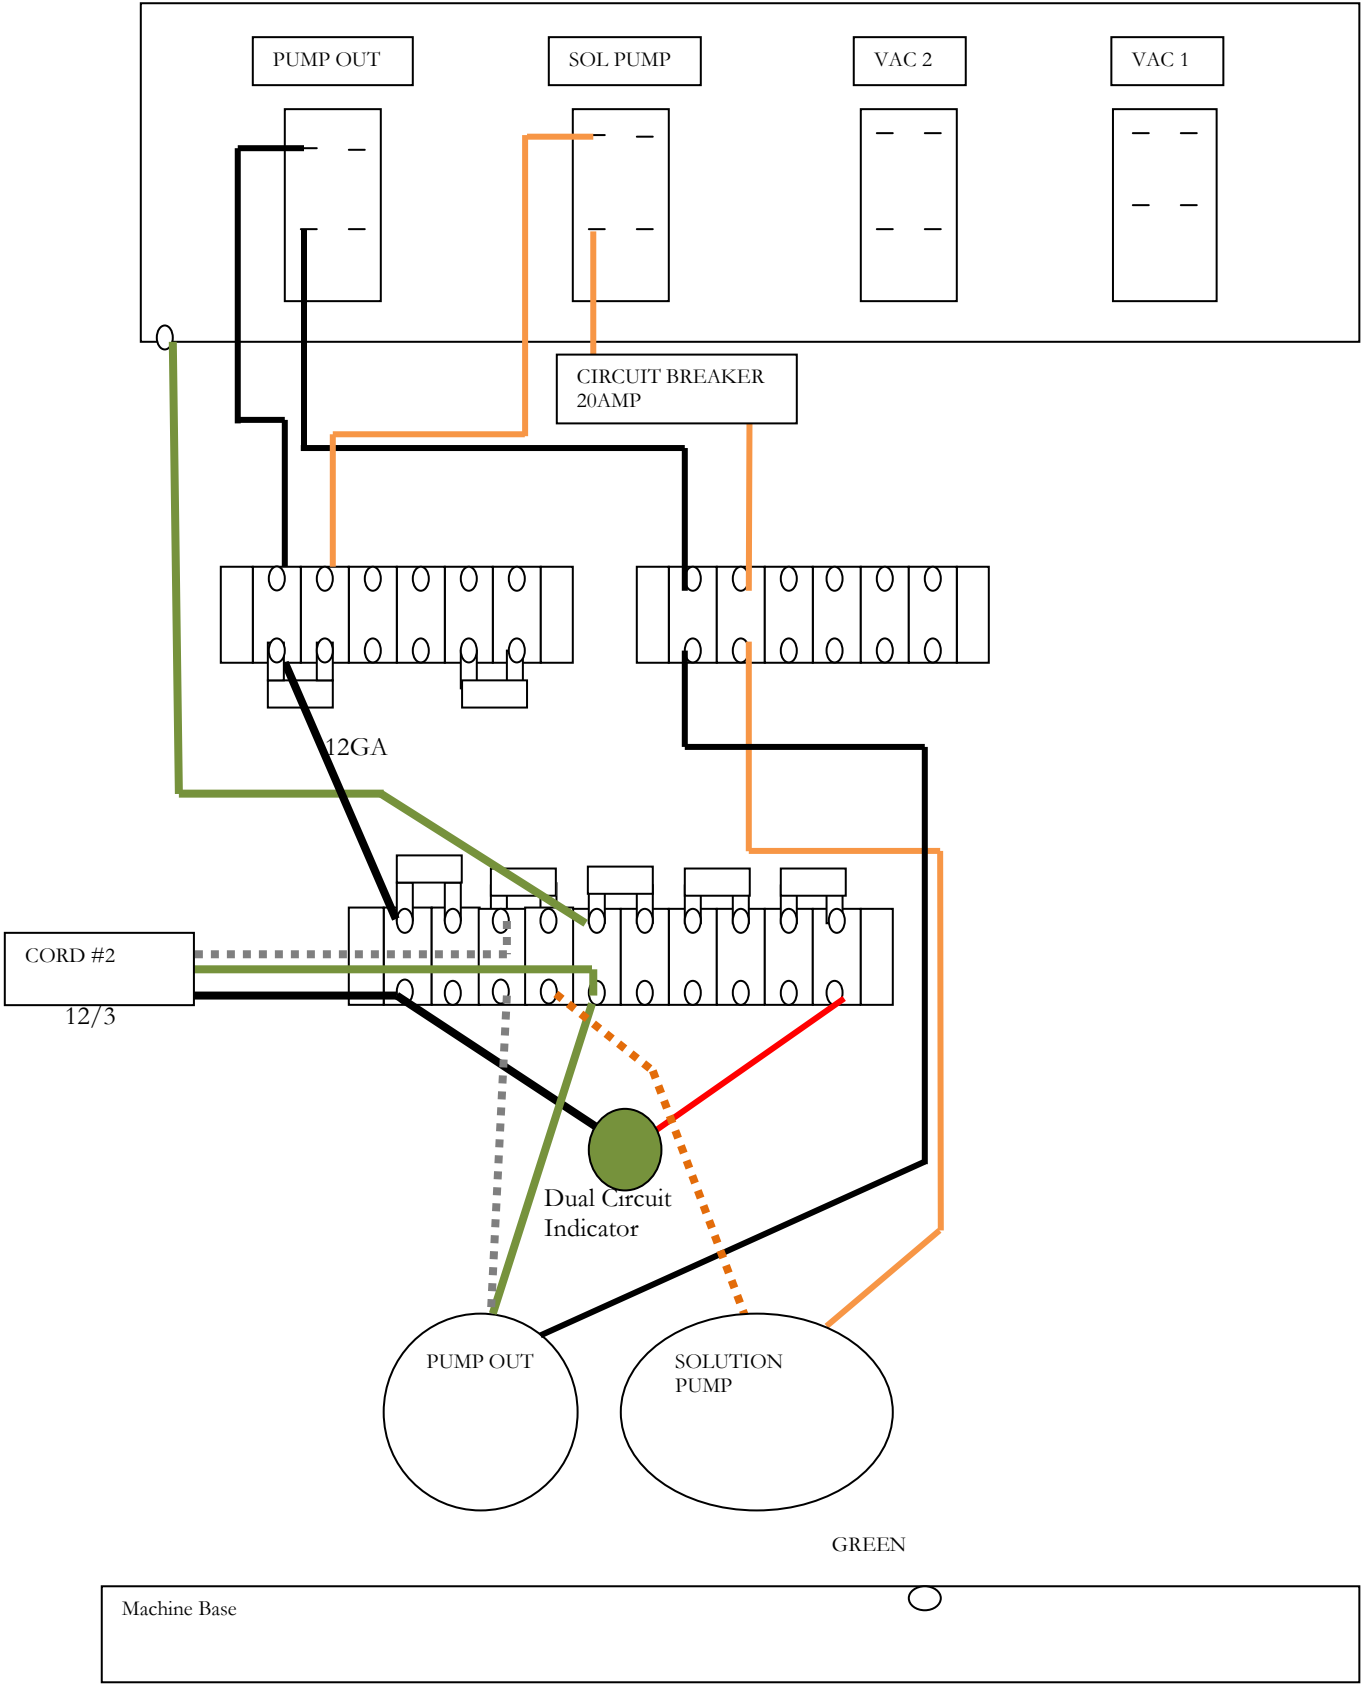 PUMP OUT
SOL PUMP
VAC 2
VAC 1
CIRCUIT BREAKER
20AMP
12GA
CORD #2
12/3
Dual Circuit
Indicator
PUMP OUT
SOLUTION
PUMP
GREEN
Machine Base